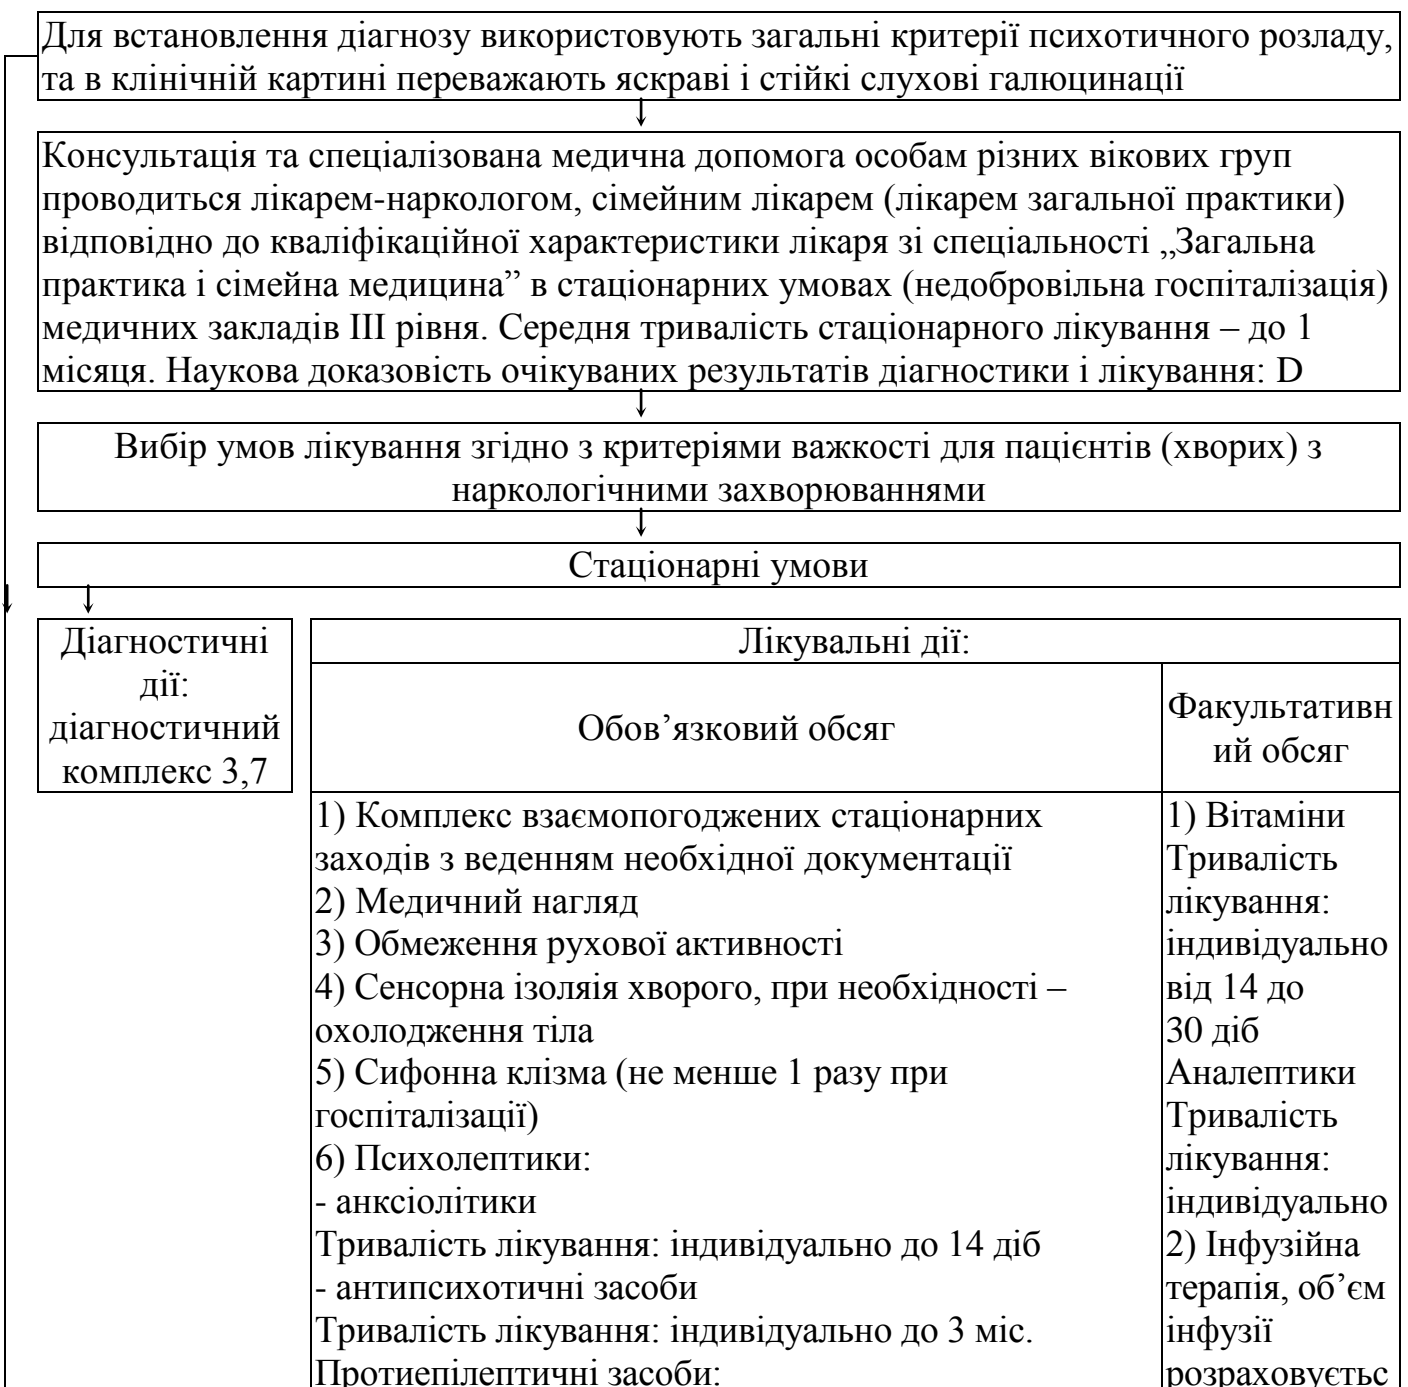 Для встановлення діагнозу використовують загальні критерії психотичного розладу,
та в клінічній картині переважають яскраві і стійкі слухові галюцинації
Консультація та спеціалізована медична допомога особам різних вікових груп
проводиться лікарем-наркологом, сімейним лікарем (лікарем загальної практики)
відповідно до кваліфікаційної характеристики лікаря зі спеціальності „Загальна
практика і сімейна медицина” в стаціонарних умовах (недобровільна госпіталізація)
медичних закладів III рівня. Середня тривалість стаціонарного лікування – до 1
місяця. Наукова доказовість очікуваних результатів діагностики і лікування: D
Вибір умов лікування згідно з критеріями важкості для пацієнтів (хворих) з
наркологічними захворюваннями
Стаціонарні умови
Діагностичні
дії:
діагностичний
комплекс 3,7
Лікувальні дії:
Обов’язковий обсяг
1) Комплекс взаємопогоджених стаціонарних
заходів з веденням необхідної документації
2) Медичний нагляд
3) Обмеження рухової активності
4) Сенсорна ізоляія хворого, при необхідності –
охолодження тіла
5) Сифонна клізма (не менше 1 разу при
госпіталізації)
6) Психолептики:
- анксіолітики
Тривалість лікування: індивідуально до 14 діб
- антипсихотичні засоби
Тривалість лікування: індивідуально до 3 міс.
Протиепілептичні засоби:
Факультативн
ий обсяг
1) Вітаміни
Тривалість
лікування:
індивідуально
від 14 до
30 діб
Аналептики
Тривалість
лікування:
індивідуально
2) Інфузійна
терапія, об’єм
інфузії
розраховуєтьс